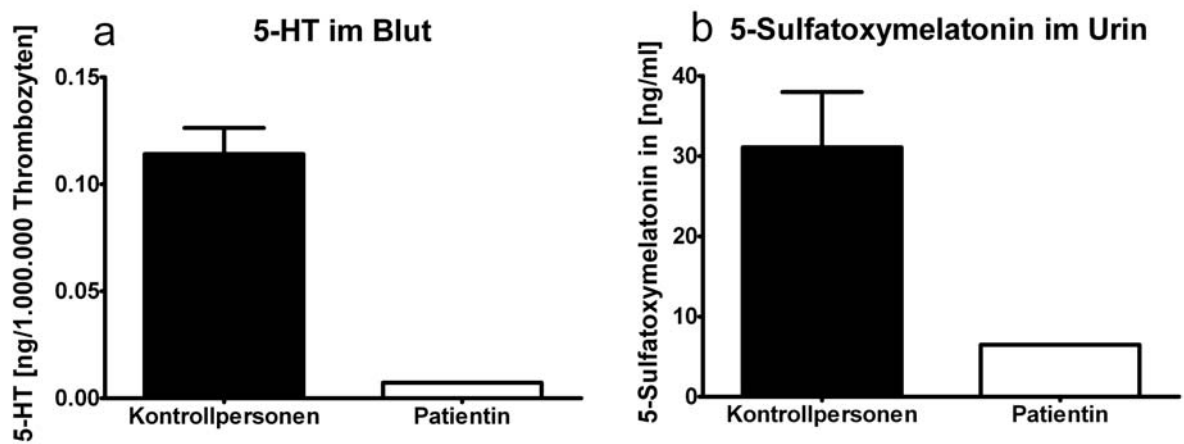 a
5-HT im Blut
5-HT [ng/1.000.000 Thrombozyten]
0.15
0.10
0.05
0.00
Kontrollpersonen
Patientin
b
5-Sulfatoxymelatonin im Urin
5-Sulfatoxymelatonin in [ng/ml]
40
30
20
10
0
Kontrollpersonen
Patientin